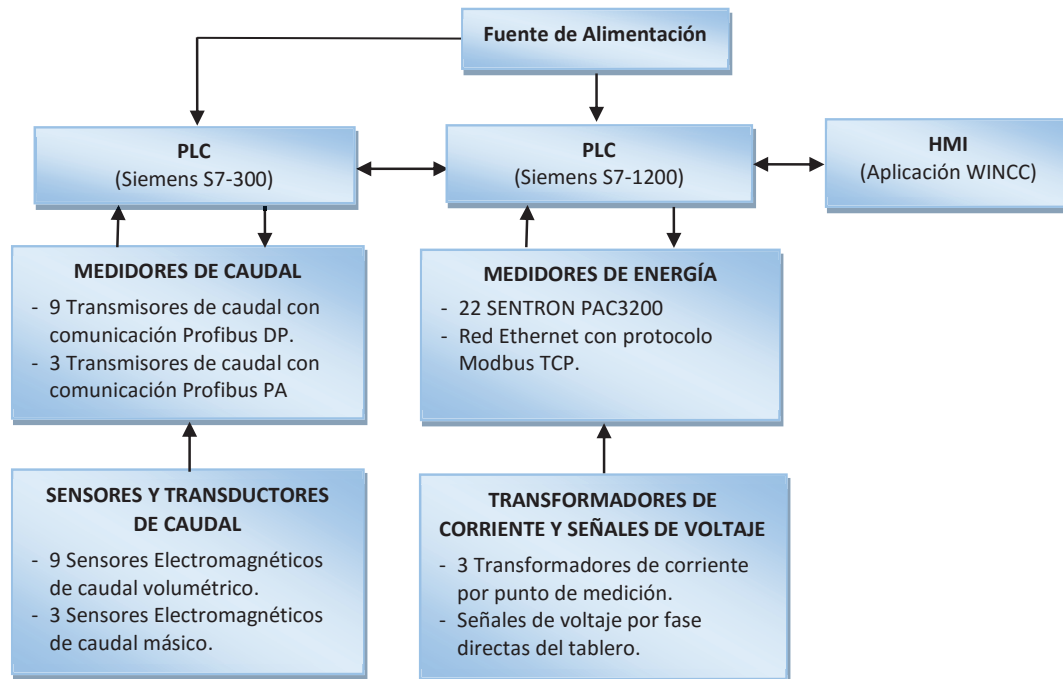 Fuente de Alimentación
PLC
(Siemens S7-300)
PLC
(Siemens S7-1200)
HMI
(Aplicación WINCC)
MEDIDORES DE CAUDAL
- 9 Transmisores de caudal con
comunicación Profibus DP.
- 3 Transmisores de caudal con
comunicación Profibus PA
MEDIDORES DE ENERGÍA
- 22 SENTRON PAC3200
- Red Ethernet con protocolo
Modbus TCP.
SENSORES Y TRANSDUCTORES
DE CAUDAL
- 9 Sensores Electromagnéticos
de caudal volumétrico.
- 3 Sensores Electromagnéticos
de caudal másico.
TRANSFORMADORES DE
CORRIENTE Y SEÑALES DE VOLTAJE
- 3 Transformadores de corriente
por punto de medición.
- Señales de voltaje por fase
directas del tablero.